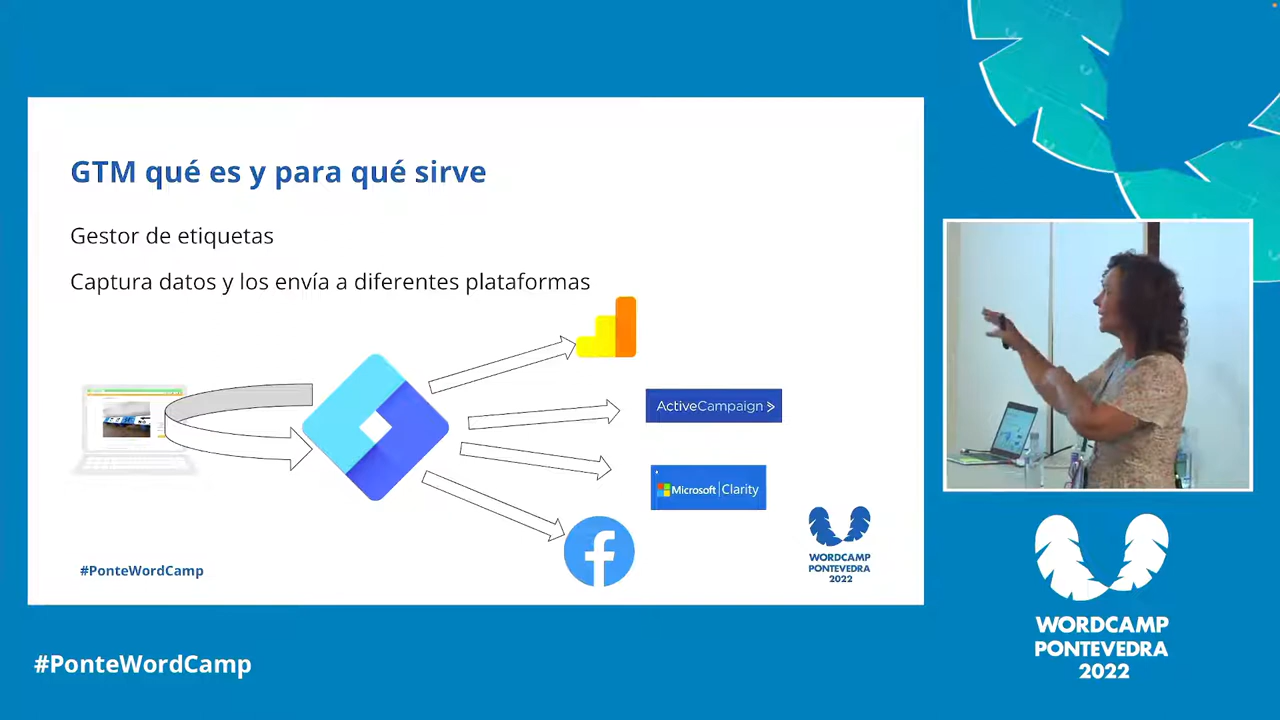 GTM qué es y para qué sirve
Gestor de etiquetas
Captura datos y los envía a diferentes plataformas
ActiveCampaign >
Microsoft | Clarity
#PonteWordCamp
WORDCAMP
PONTEVEDRA
2022
#PonteWordCamp
WORDCAMP
PONTEVEDRA
2022